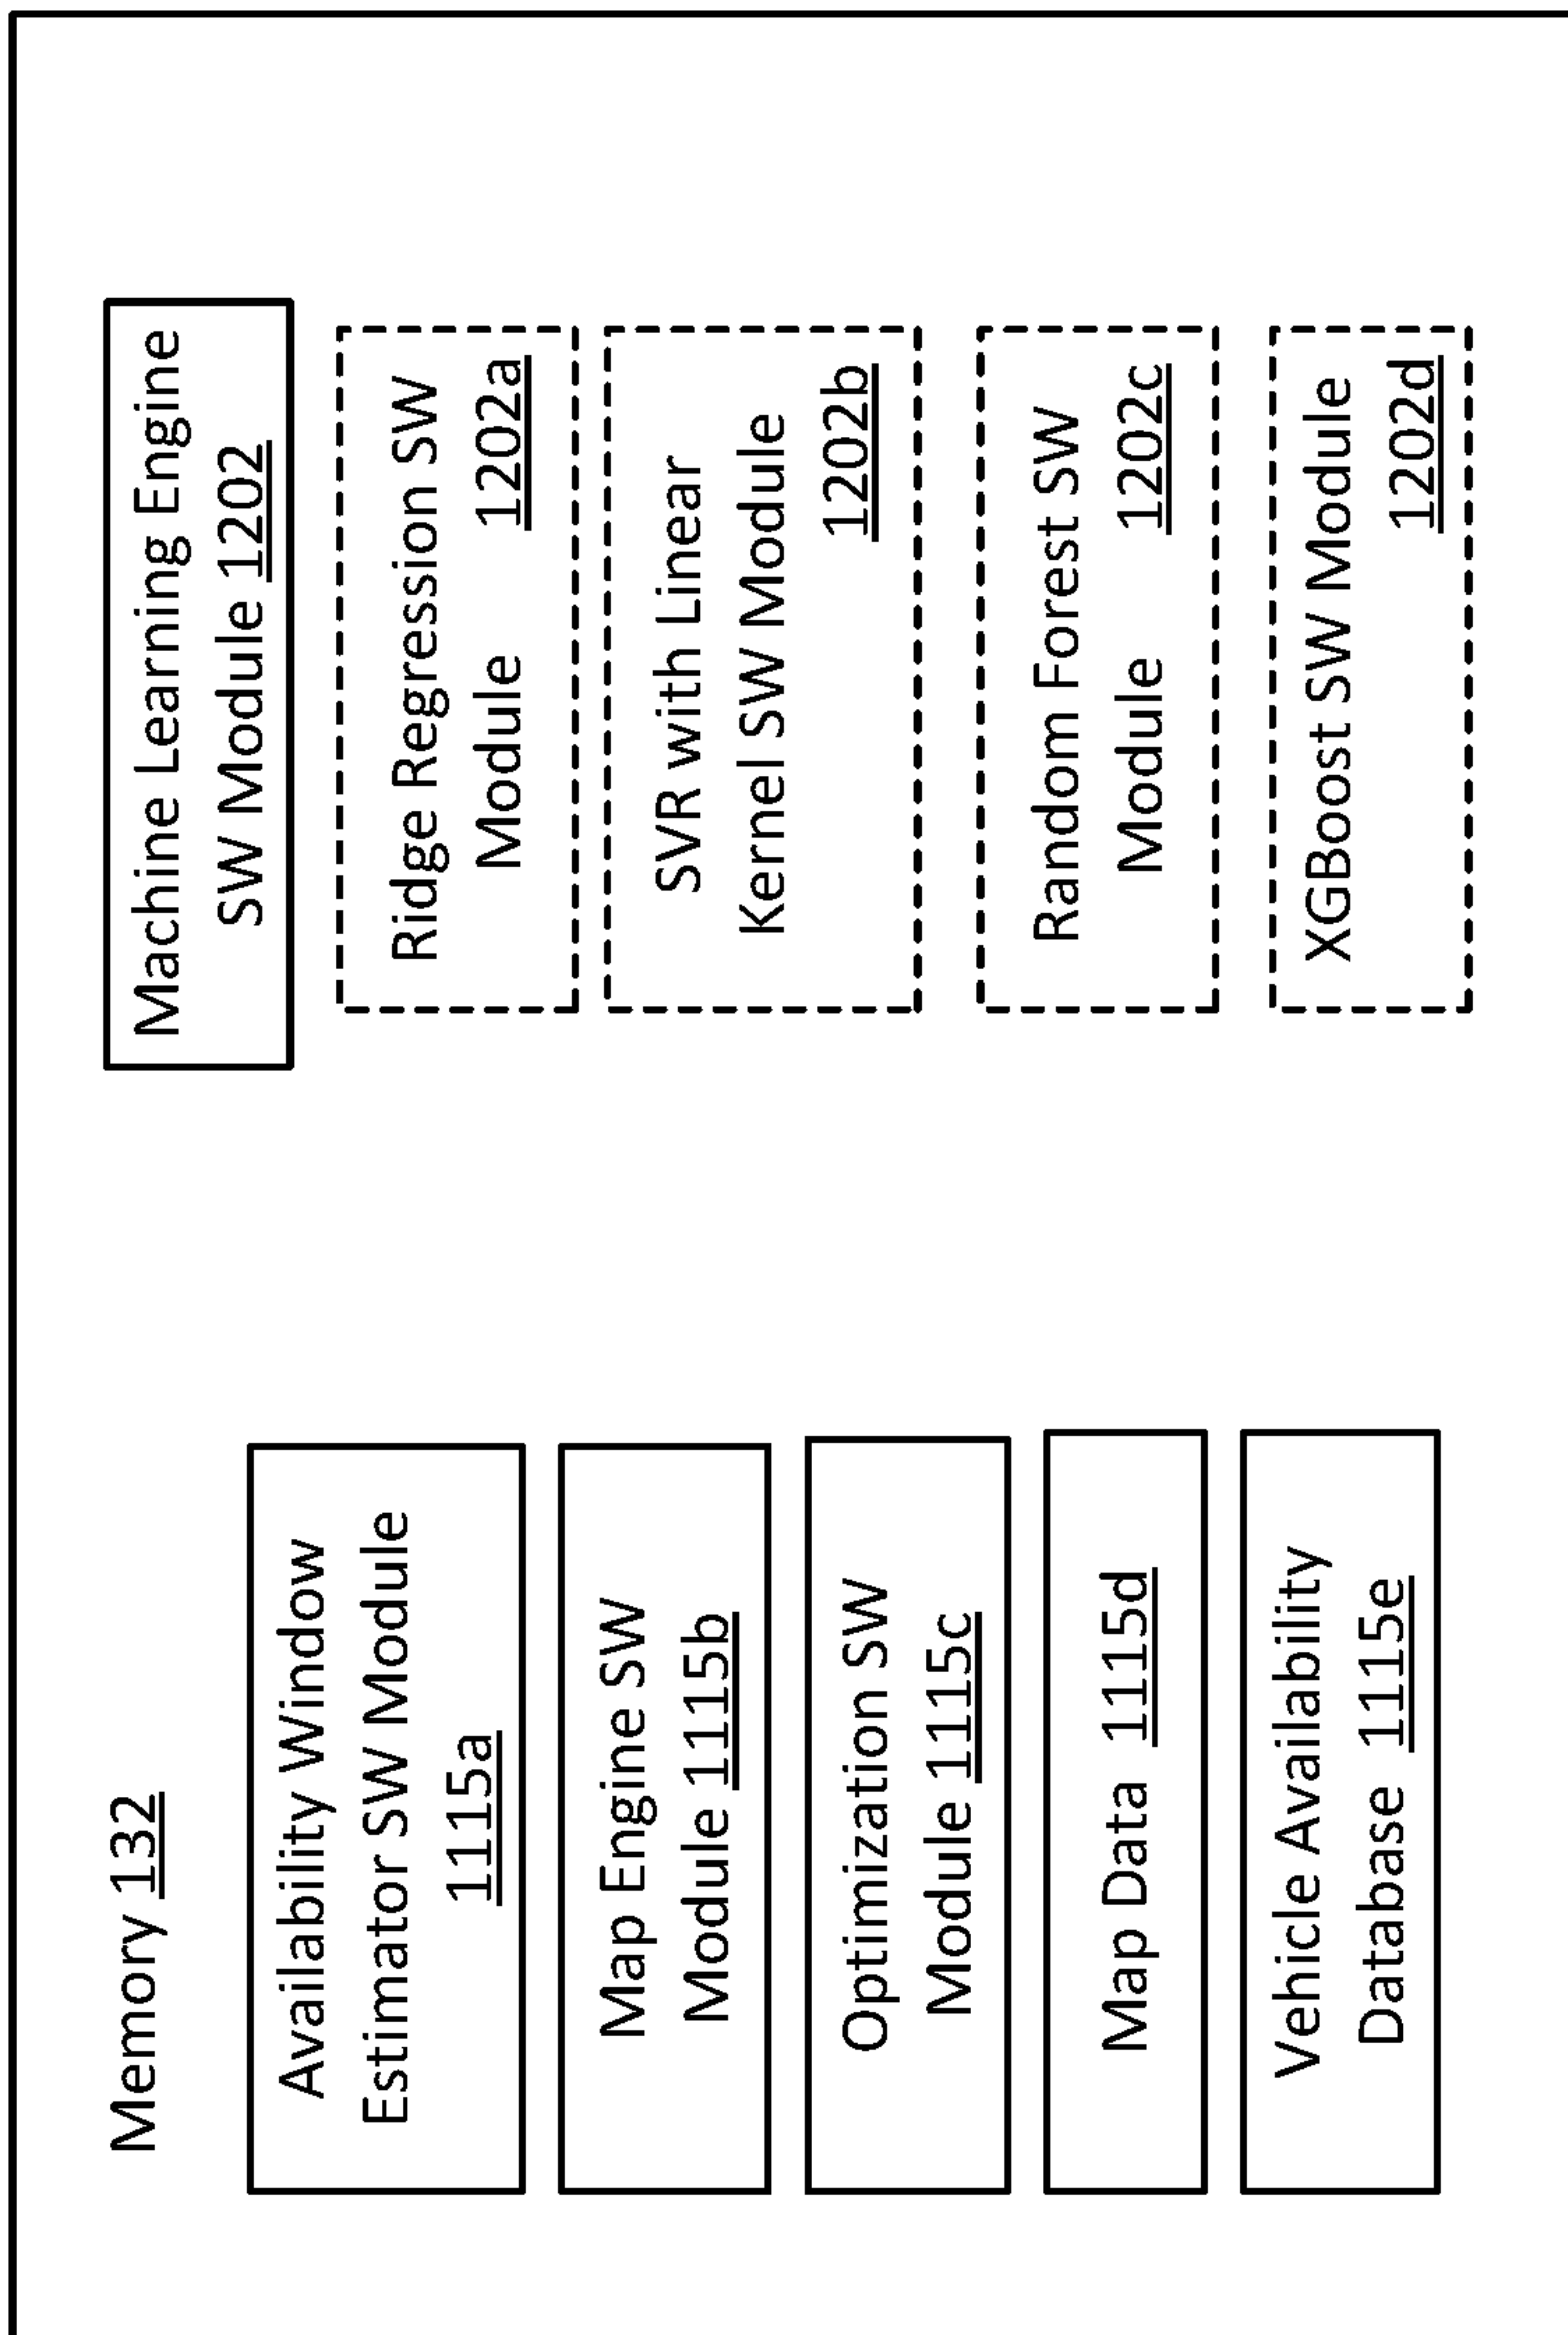 Memory 132
Availability Window
Estimator SW Module
1115a
Map Engine SW
Module 1115b
Optimization SW
Module 1115c
Map Data 1115d
Vehicle Availability
Database 1115e
Machine Learning Engine
SW Module 1202
Ridge Regression SW
Module 1202a
SVR with Linear
Kernel SW Module
1202b
Random Forest SW
Module 1202c
XGBoost SW Module
1202d